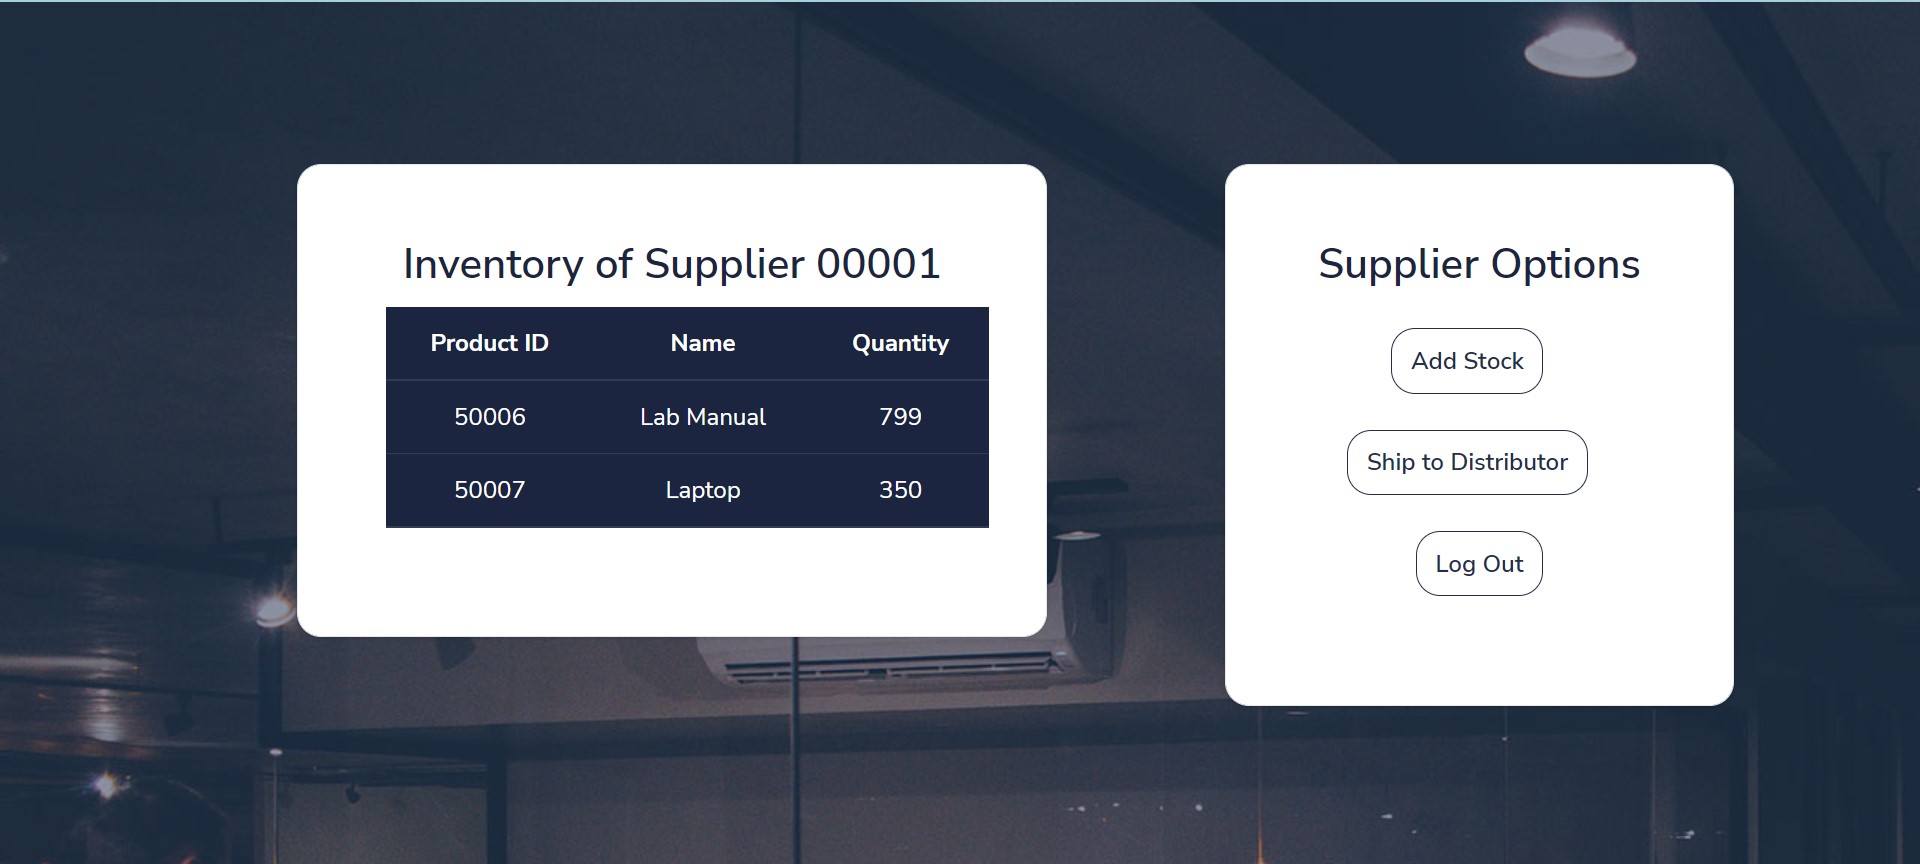 Inventory of Supplier 00001
Product ID Name Quantity
50006 Lab Manual 799
50007 Laptop 350
Supplier Options
Add Stock
Ship to Distributor
Log Out